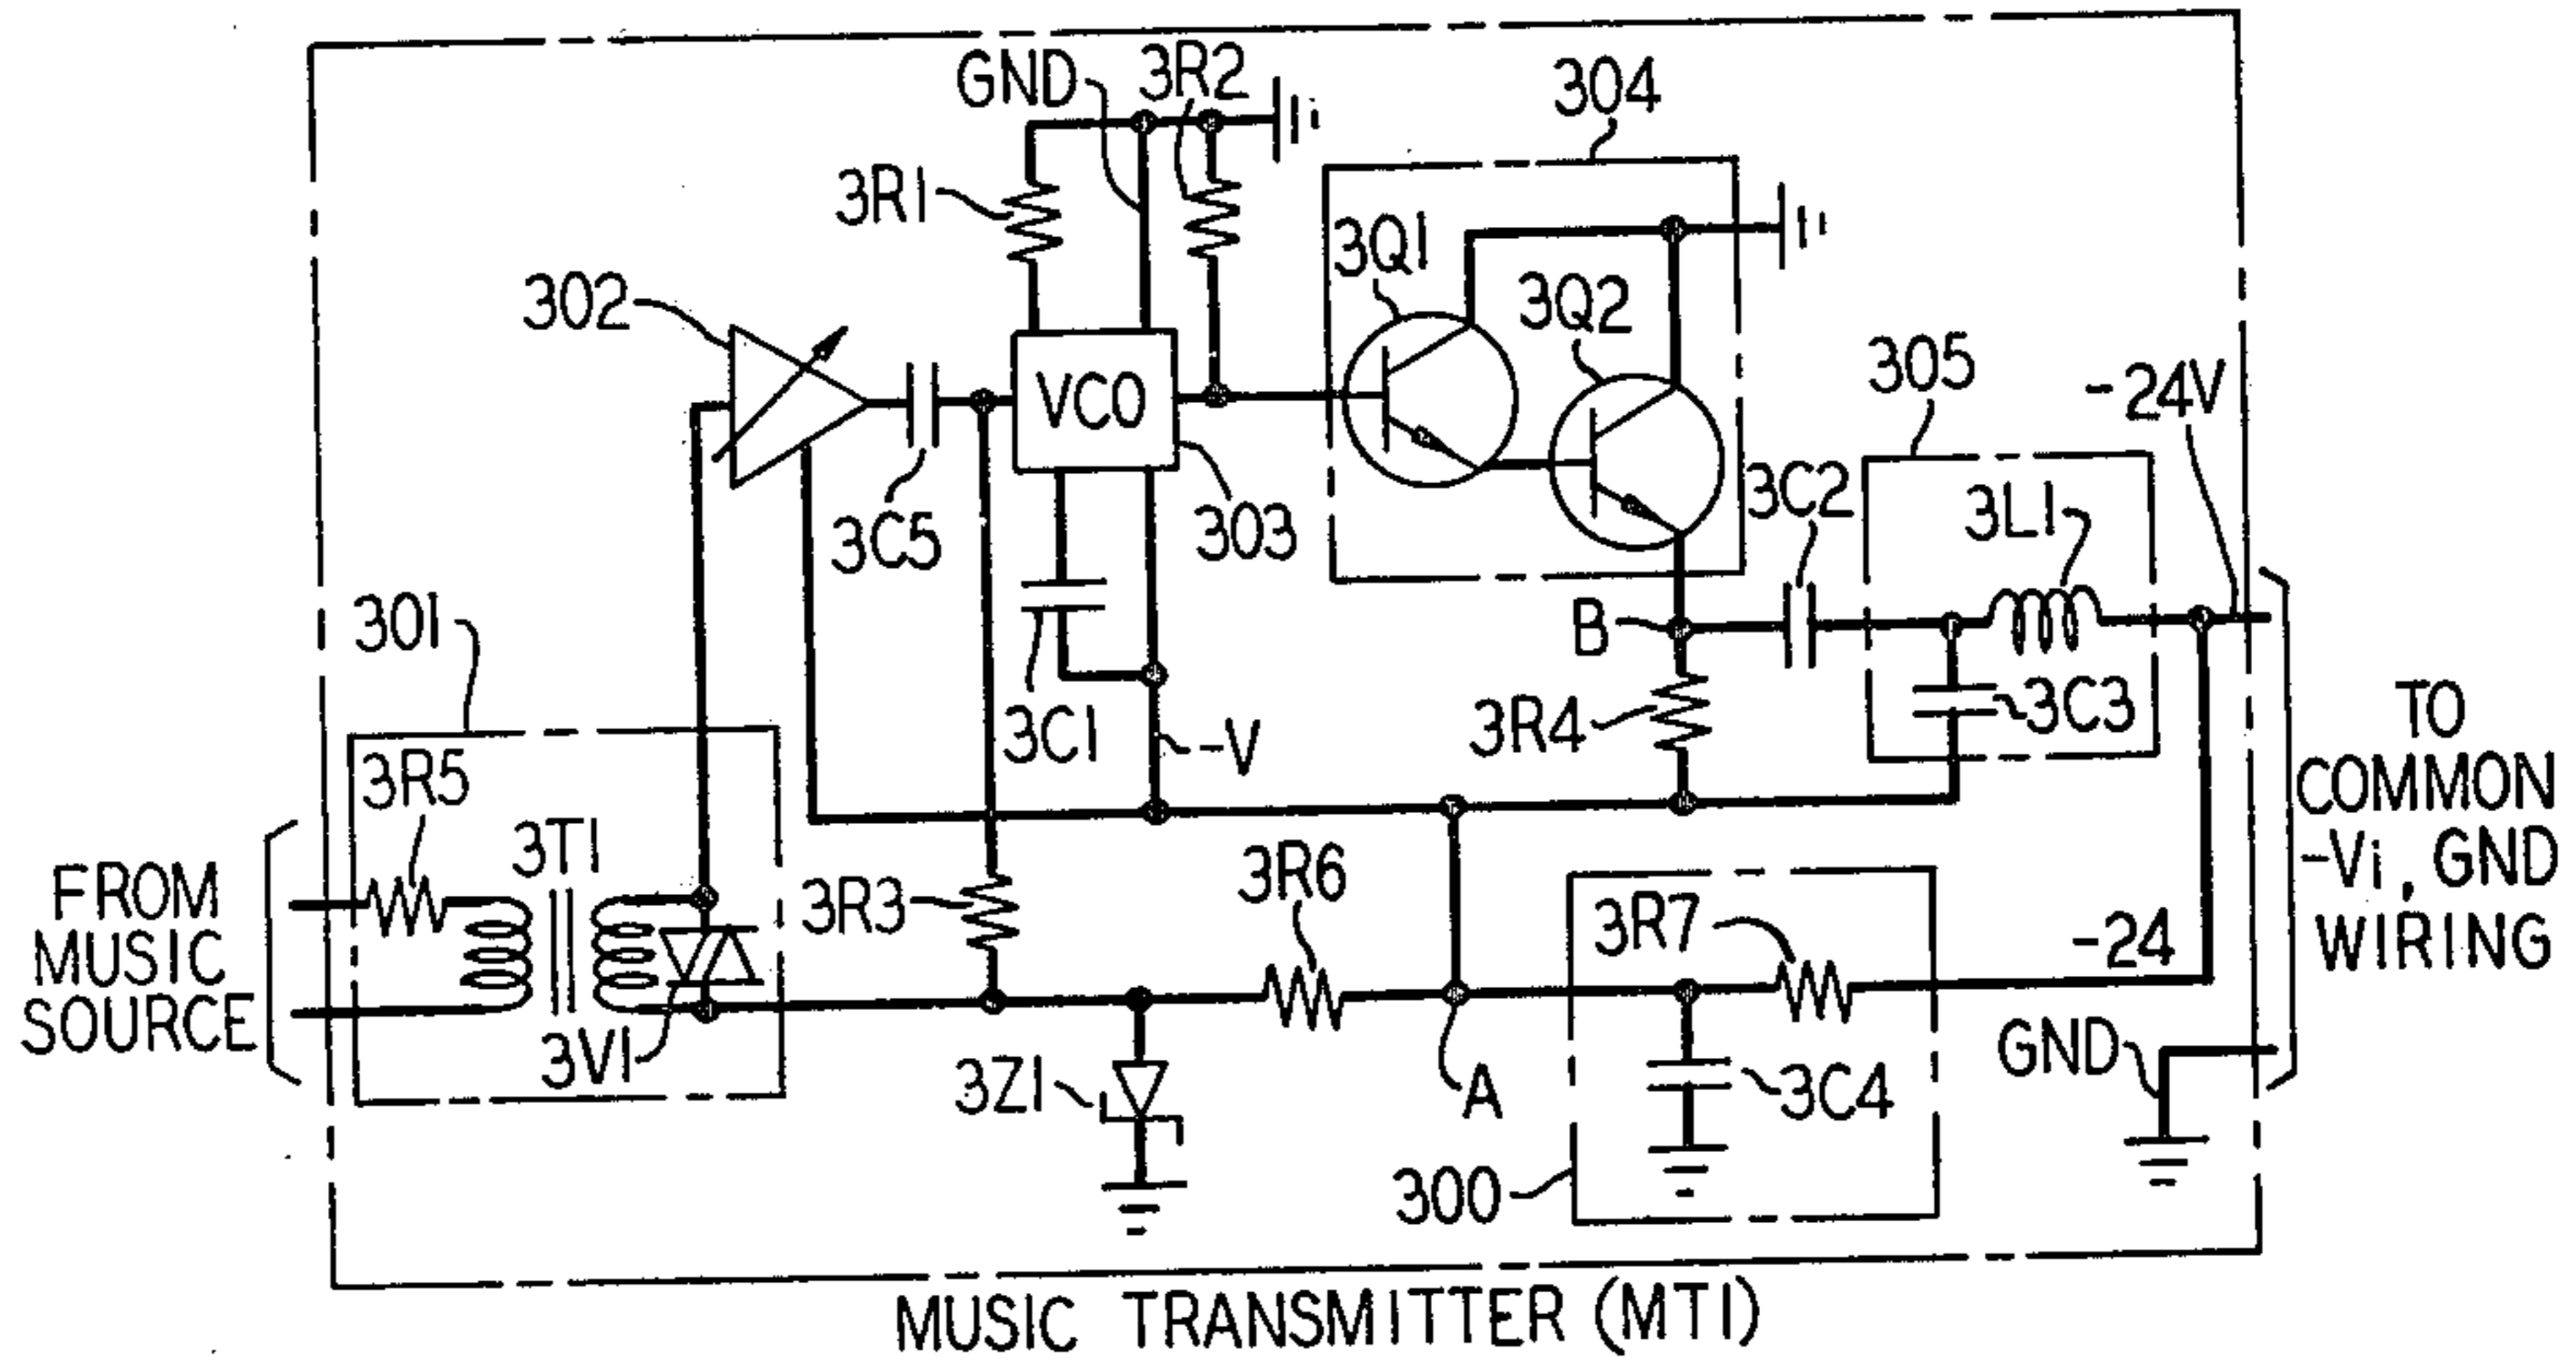 GND
3R2
304
3R1
3Q1
302
3Q2
305
-24V
VCO
3C2
3L1
3C5
303
301
B
3C1
-V
3R4
3C3
TO
COMMON
-Vi, GND
WIRING
3R5
3T1
3R3
3R6
3R7
-24
FROM
MUSIC
SOURCE
3V1
3Z1
A
3C4
GND
300
MUSIC TRANSMITTER (MTI)